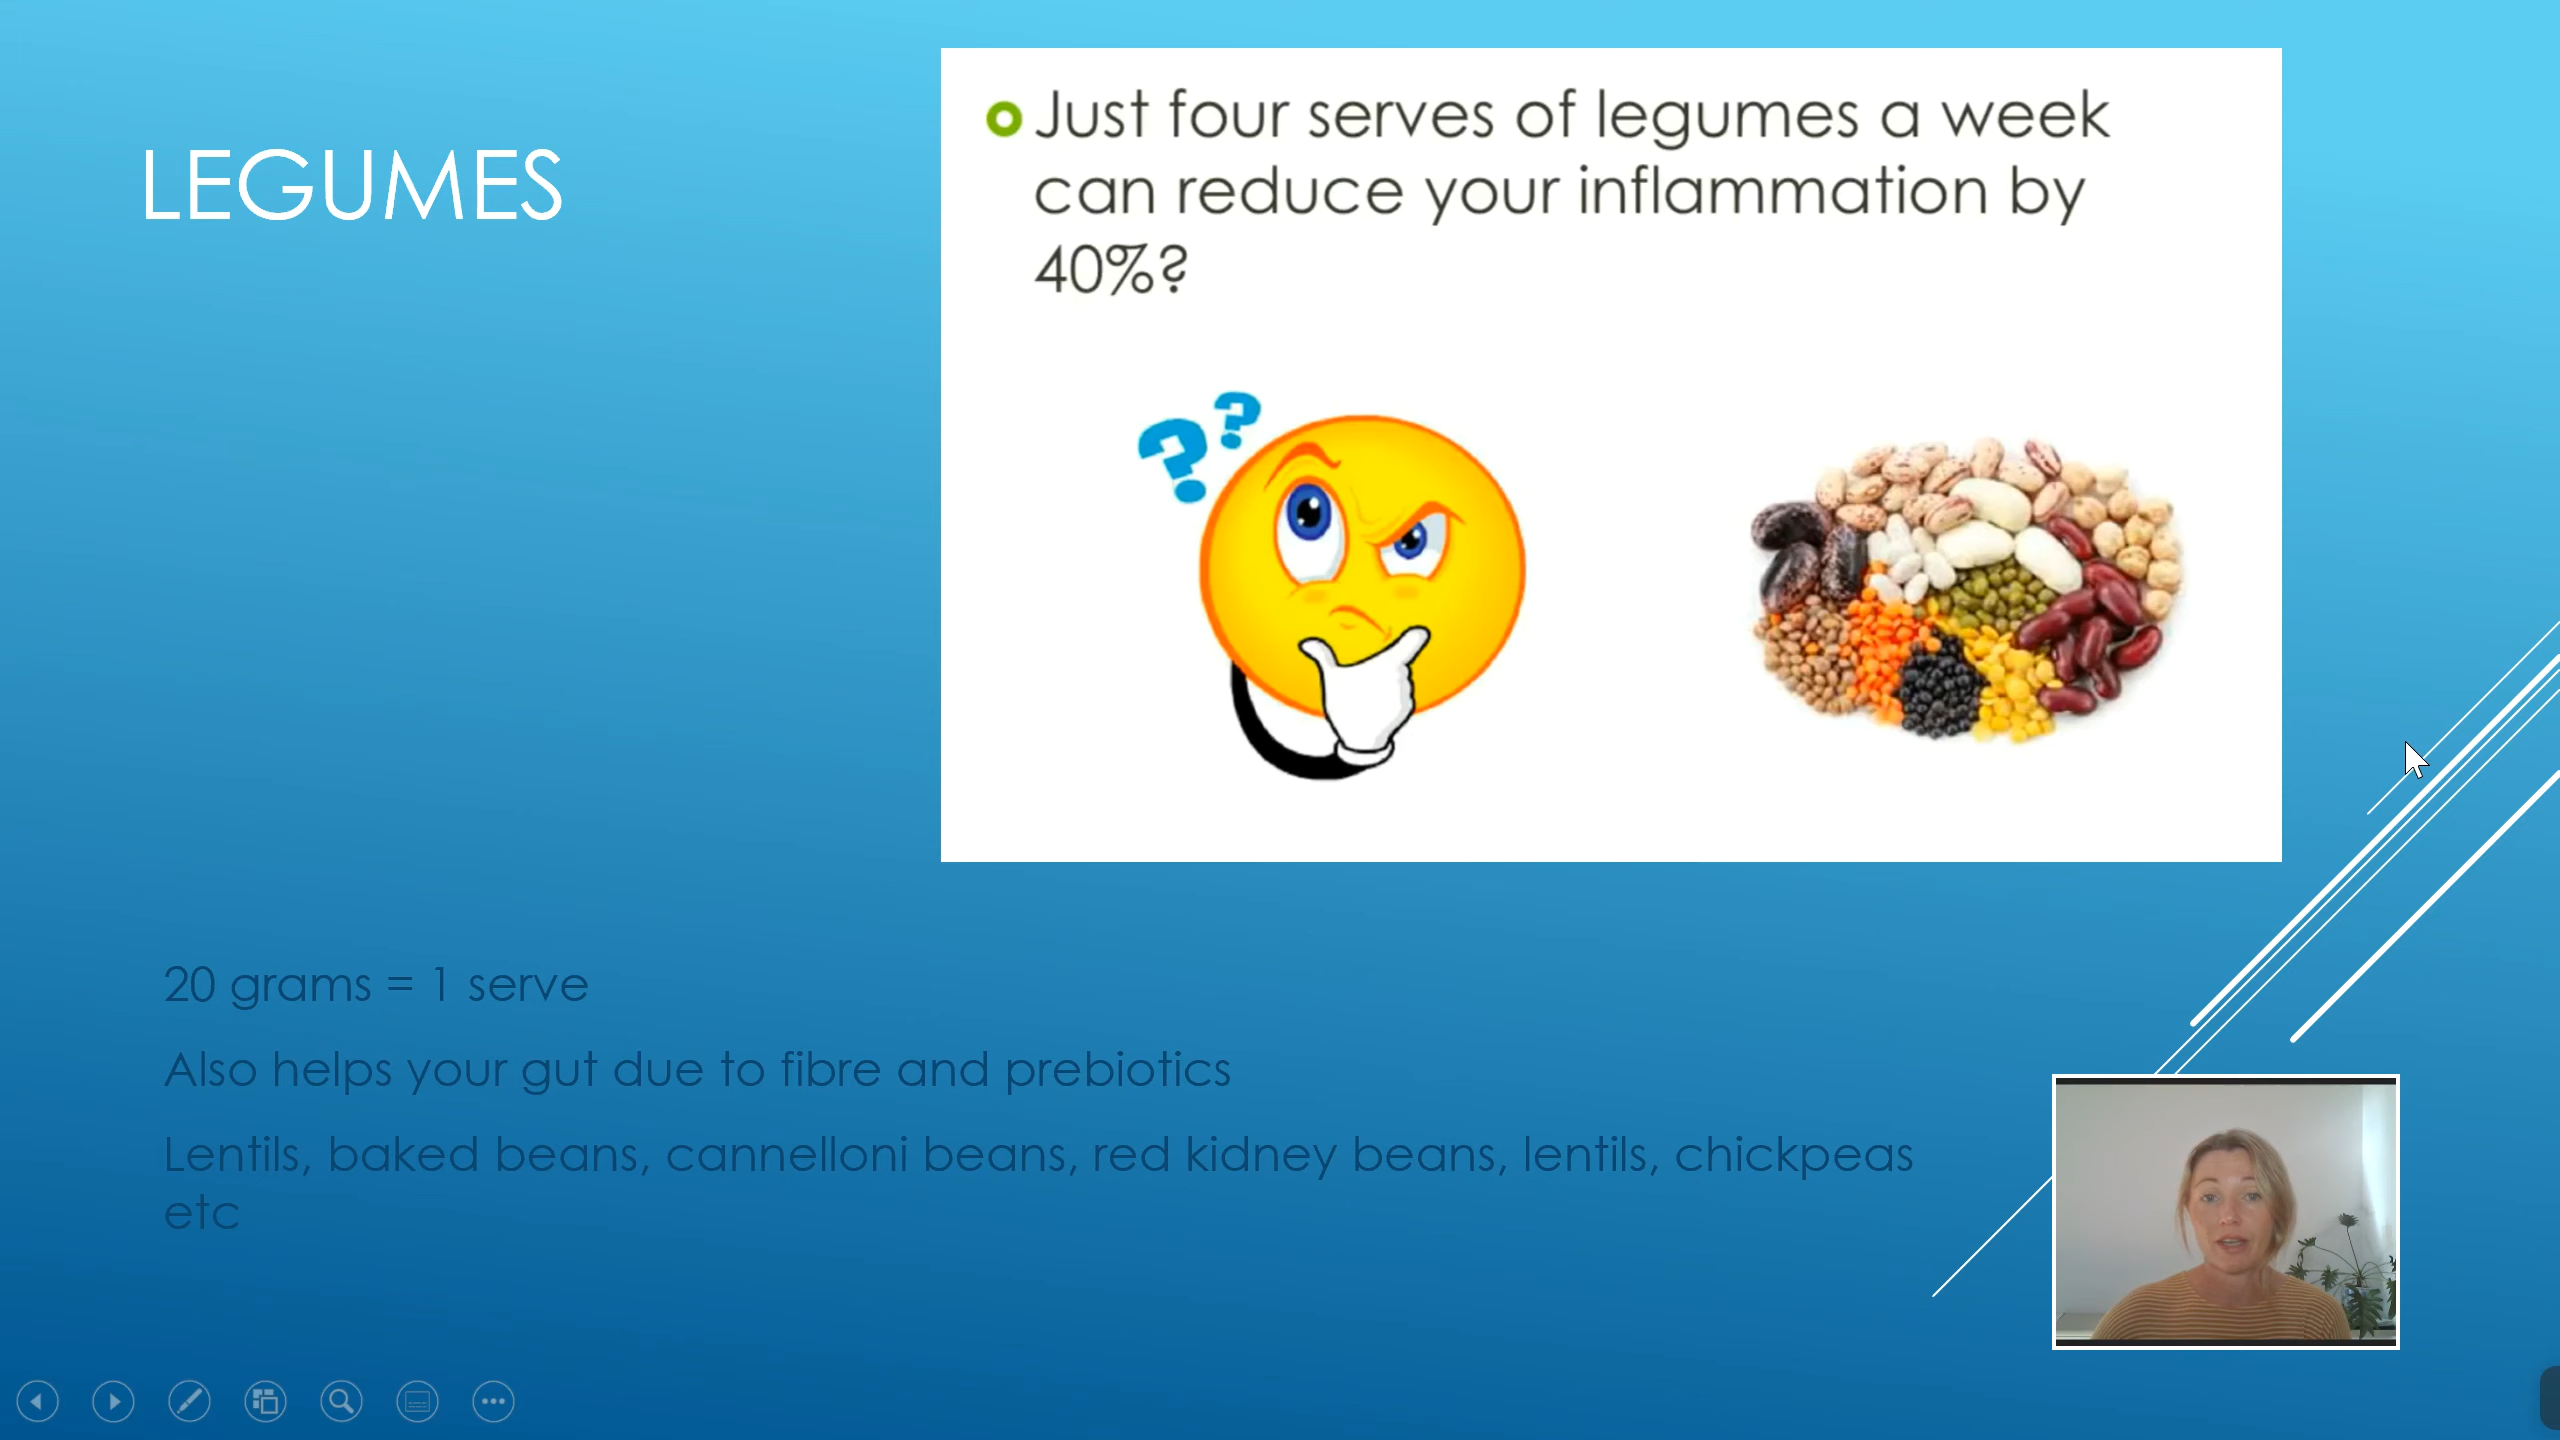 LEGUMES
Just four serves of legumes a week
can reduce your inflammation by
40%?
? ?
20 grams = 1 serve
Also helps your gut due to fibre and prebiotics
Lentils, baked beans, cannelloni beans, red kidney beans, lentils, chickpeas
etc